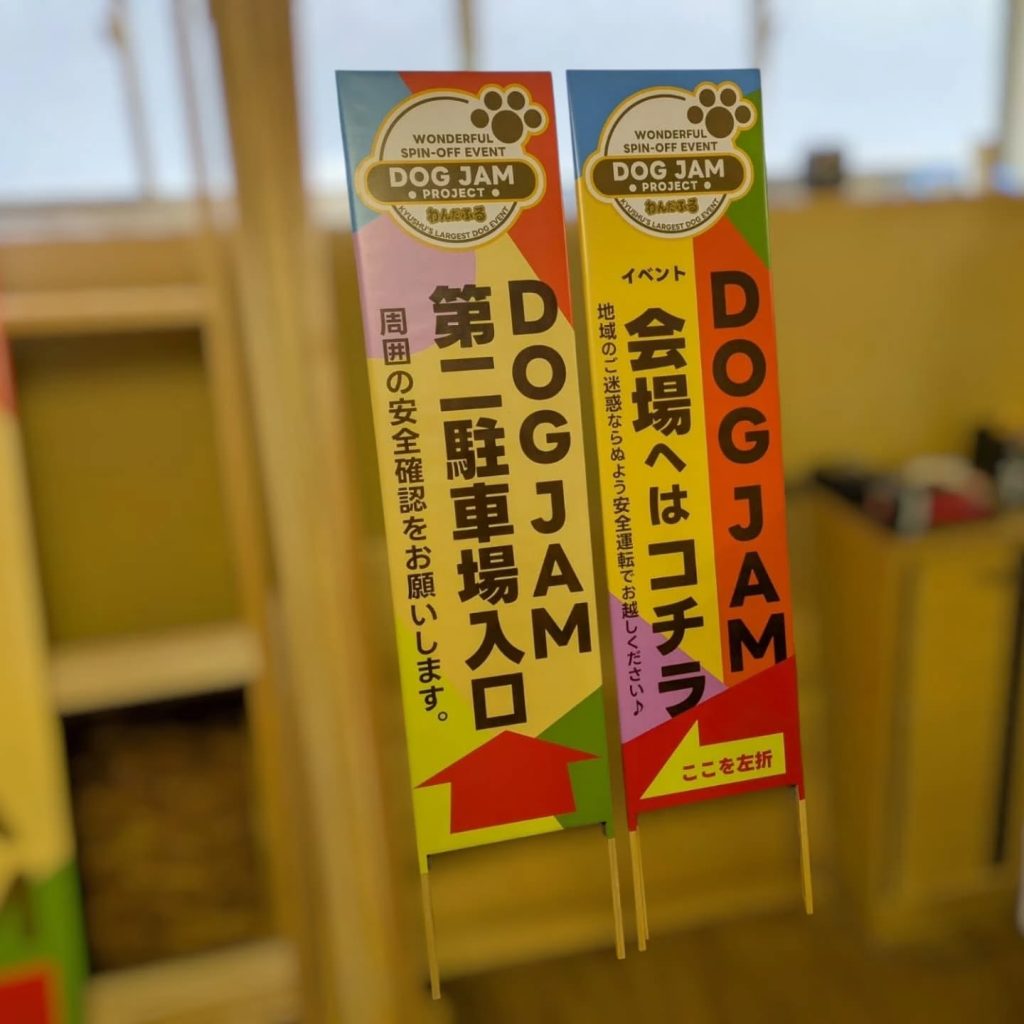 WONDERFUL
SPIN-OFF EVENT
DOG JAM
• PROJECT •
わんだふる
KYUSHU'S LARGEST DOG EVENT
DOG JAM
第二駐車場入口
周囲の安全確認をお願いします。
WONDERFUL
SPIN-OFF EVENT
DOG JAM
• PROJECT •
わんだふる
KYUSHU'S LARGEST DOG EVENT
DOG JAM
イベント
会場へはコチラ
地域のご迷惑ならぬよう安全運転でお越しください♪
ここを左折